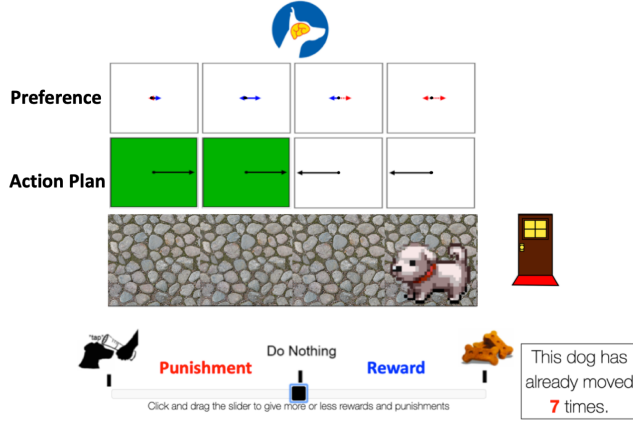 Preference
Action Plan
"tap"
Do Nothing
Punishment
Reward
Click and drag the slider to give more or less rewards and punishments
This dog has
already moved
7 times.